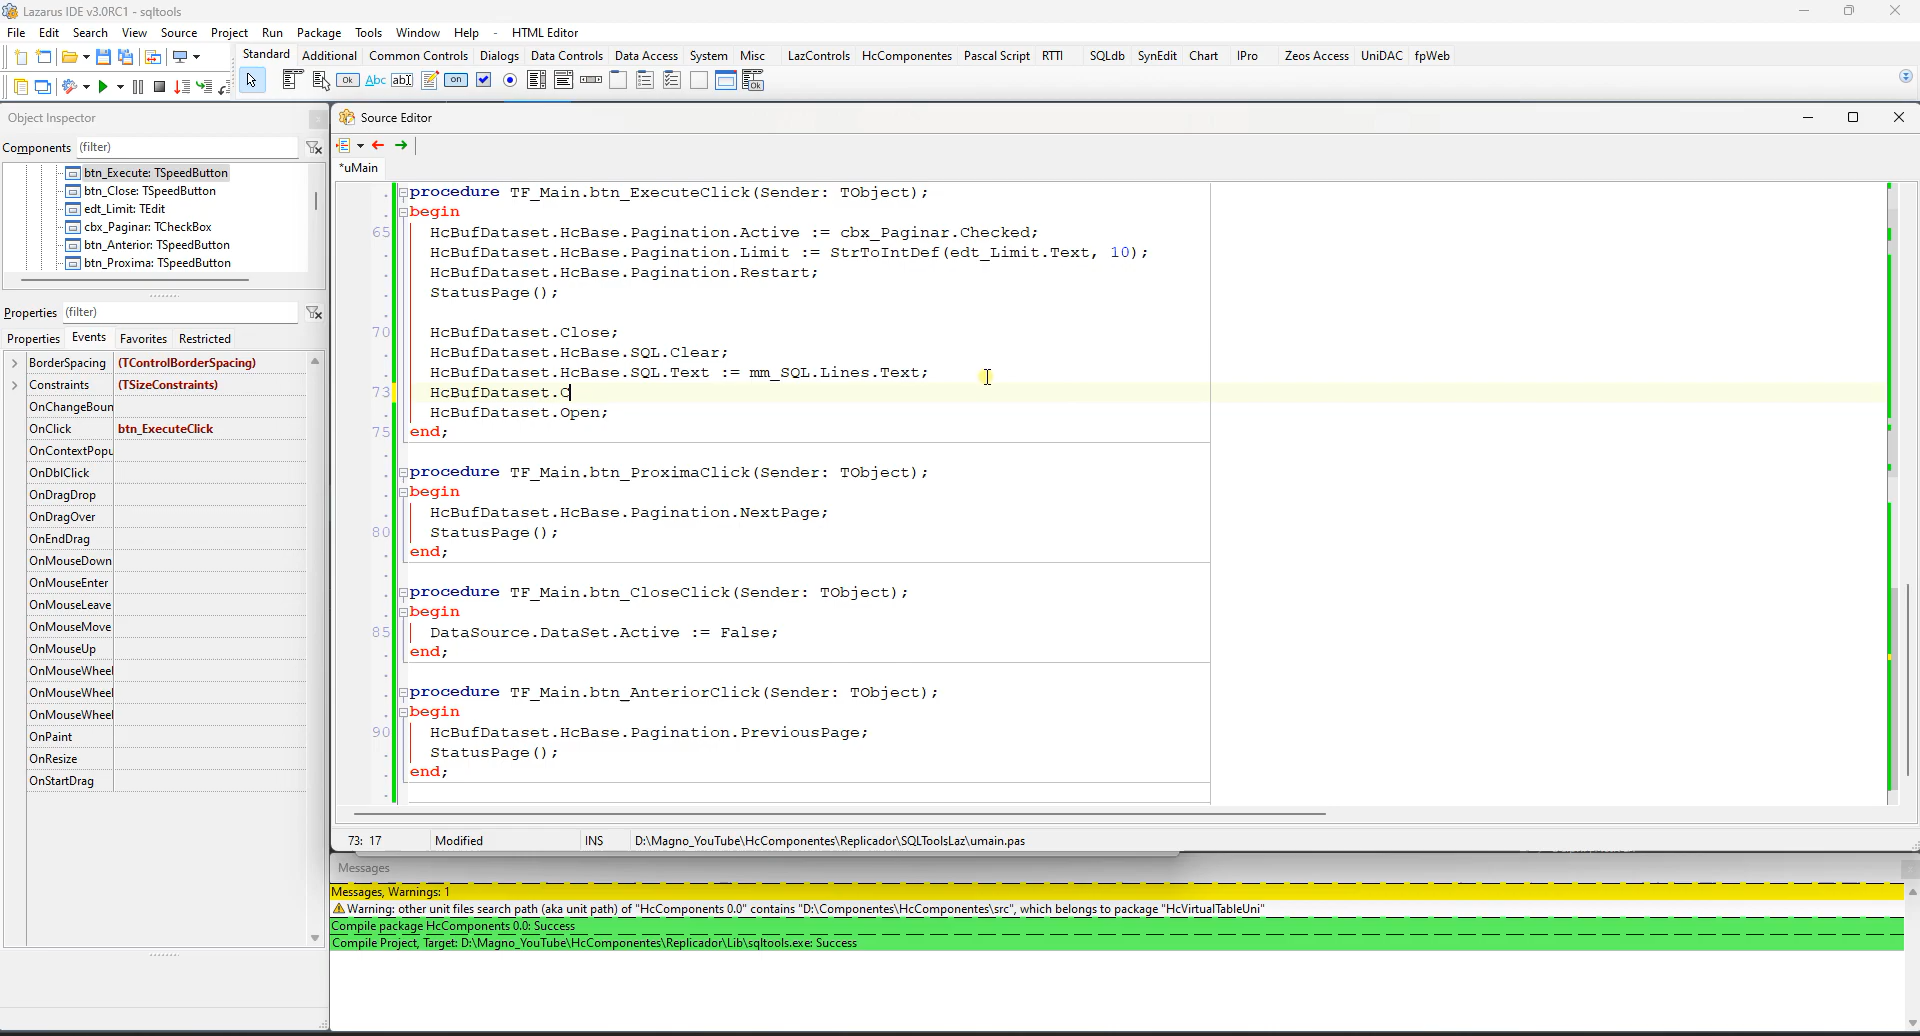 Lazarus IDE v3.0RC1 - sqltools
File Edit Search View Source Project Run Package Tools Window Help - HTML Editor
Standard Additional Common Controls Dialogs Data Controls Data Access System Misc LazControls HcComponentes Pascal Script RTTI SQLdb SynEdit Chart IPro Zeos Access UniDAC fpWeb
Ok Abc ab on Ok
Object Inspector
Components (filter)
btn_Execute: TSpeedButton
btn_Close: TSpeedButton
edt_Limit: TEdit
cbx_Paginar: TCheckBox
btn_Anterior: TSpeedButton
btn_Proxima: TSpeedButton
Properties (filter)
Properties Events Favorites Restricted
BorderSpacing (TControlBorderSpacing)
Constraints (TSizeConstraints)
OnChangeBoun
OnClick btn_ExecuteClick
OnContextPopu
OnDblClick
OnDragDrop
OnDragOver
OnEndDrag
OnMouseDown
OnMouseEnter
OnMouseLeave
OnMouseMove
OnMouseUp
OnMouseWheel
OnMouseWheel
OnMouseWheel
OnPaint
OnResize
OnStartDrag
Source Editor
*uMain
procedure TF_Main.btn_ExecuteClick(Sender: TObject);
begin
65 HcBufDataset.HcBase.Pagination.Active := cbx_Paginar.Checked;
HcBufDataset.HcBase.Pagination.Limit := StrToIntDef(edt_Limit.Text, 10);
HcBufDataset.HcBase.Pagination.Restart;
StatusPage();
70 HcBufDataset.Close;
HcBufDataset.HcBase.SQL.Clear;
HcBufDataset.HcBase.SQL.Text := mm_SQL.Lines.Text;
73 HcBufDataset.C
HcBufDataset.Open;
75 end;
procedure TF_Main.btn_ProximaClick(Sender: TObject);
begin
HcBufDataset.HcBase.Pagination.NextPage;
80 StatusPage();
end;
procedure TF_Main.btn_CloseClick(Sender: TObject);
begin
85 DataSource.DataSet.Active := False;
end;
procedure TF_Main.btn_AnteriorClick(Sender: TObject);
begin
90 HcBufDataset.HcBase.Pagination.PreviousPage;
StatusPage();
end;
73: 17 Modified INS D:\Magno_YouTube\HcComponentes\Replicador\SQLToolsLaz\umain.pas
Messages
Messages, Warnings: 1
Warning: other unit files search path (aka unit path) of "HcComponents 0.0" contains "D:\Componentes\HcComponentes\src", which belongs to package "HcVirtualTableUni"
Compile package HcComponents 0.0: Success
Compile Project, Target: D:\Magno_YouTube\HcComponentes\Replicador\Lib\sqltools.exe: Success